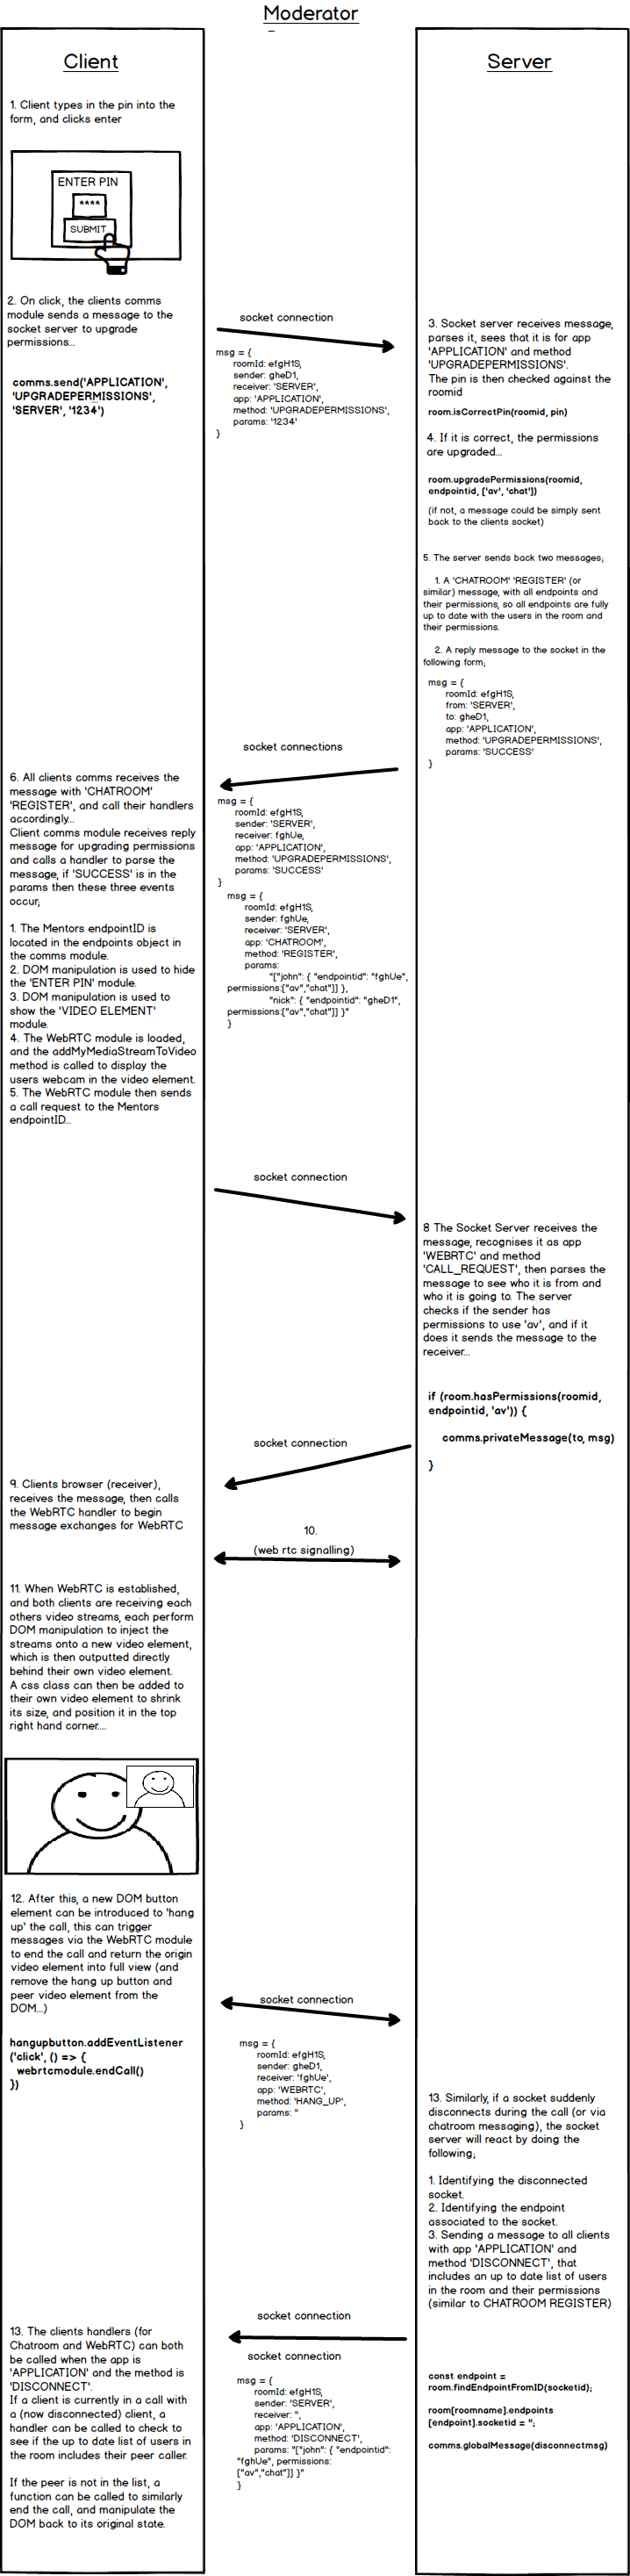 Moderator
Client
Server
1. Client types in the pin into the
form, and clicks enter
ENTER PIN
****
SUBMIT
2. On click, the clients comms
module sends a message to the
socket server to upgrade
permissions...
comms.send('APPLICATION',
'UPGRADEPERMISSIONS',
'SERVER', '1234')
socket connection
msg = {
roomId: efgH1S,
sender: gheD1,
receiver: 'SERVER',
app: 'APPLICATION',
method: 'UPGRADEPERMISSIONS',
params: '1234'
}
3. Socket server receives message,
parses it, sees that it is for app
'APPLICATION' and method
'UPGRADEPERMISSIONS'.
The pin is then checked against the
roomid
room.isCorrectPin(roomid, pin)
4. If it is correct, the permissions
are upgraded...
room.upgradePermissions(roomid,
endpointid, ['av', 'chat'])
(if not, a message could be simply sent
back to the clients socket)
5. The server sends back two messages;
1. A 'CHATROOM' 'REGISTER' (or
similar) message, with all endpoints and
their permissions, so all endpoints are fully
up to date with the users in the room and
their permissions.
2. A reply message to the socket in the
following form;
msg = {
roomId: efgH1S,
from: 'SERVER',
to: gheD1,
app: 'APPLICATION',
method: 'UPGRADEPERMISSIONS',
params: 'SUCCESS'
}
socket connections
msg = {
roomId: efgH1S,
sender: 'SERVER',
receiver: fghUe,
app: 'APPLICATION',
method: 'UPGRADEPERMISSIONS',
params: 'SUCCESS'
}
msg = {
roomId: efgH1S,
sender: fghUe,
receiver: 'SERVER',
app: 'CHATROOM',
method: 'REGISTER',
params:
"["john": { "endpointid": "fghUe",
permissions:["av","chat"]] },
"nick": { "endpointid": "gheD1",
permissions:["av","chat"]] }"
}
6. All clients comms receives the
message with 'CHATROOM'
'REGISTER', and call their handlers
accordingly...
Client comms module receives reply
message for upgrading permissions
and calls a handler to parse the
message, if 'SUCCESS' is in the
params then these three events
occur;
1. The Mentors endpointID is
located in the endpoints object in
the comms module.
2. DOM manipulation is used to hide
the 'ENTER PIN' module.
3. DOM manipulation is used to
show the 'VIDEO ELEMENT'
module.
4. The WebRTC module is loaded,
and the addMyMediaStreamToVideo
method is called to display the
users webcam in the video element.
5. The WebRTC module then sends
a call request to the Mentors
endpointID...
socket connection
8 The Socket Server receives the
message, recognises it as app
'WEBRTC' and method
'CALL_REQUEST', then parses the
message to see who it is from and
who it is going to. The server
checks if the sender has
permissions to use 'av', and if it
does it sends the message to the
receiver...
if (room.hasPermissions(roomid,
endpointid, 'av')) {
comms.privateMessage(to, msg)
}
socket connection
9. Clients browser (receiver),
receives the message, then calls
the WebRTC handler to begin
message exchanges for WebRTC
10.
(web rtc signalling)
11. When WebRTC is established,
and both clients are receiving each
others video streams, each perform
DOM manipulation to inject the
streams onto a new video element,
which is then outputted directly
behind their own video element.
A css class can then be added to
their own video element to shrink
its size, and position it in the top
right hand corner....
12. After this, a new DOM button
element can be introduced to 'hang
up' the call, this can trigger
messages via the WebRTC module
to end the call and return the origin
video element into full view (and
remove the hang up button and
peer video element from the
DOM...)
hangupbutton.addEventListener
('click', () => {
webrtcmodule.endCall()
})
socket connection
msg = {
roomId: efgH1S,
sender: gheD1,
receiver: 'fghUe',
app: 'WEBRTC',
method: 'HANG_UP',
params: ''
}
13. Similarly, if a socket suddenly
disconnects during the call (or via
chatroom messaging), the socket
server will react by doing the
following;
1. Identifying the disconnected
socket.
2. Identifying the endpoint
associated to the socket.
3. Sending a message to all clients
with app 'APPLICATION' and
method 'DISCONNECT', that
includes an up to date list of users
in the room and their permissions
(similar to CHATROOM REGISTER)
const endpoint =
room.findEndpointFromID(socketid);
room[roomname].endpoints
[endpoint].socketid = '';
comms.globalMessage(disconnectmsg)
socket connection
socket connection
msg = {
roomId: efgH1S,
sender: 'SERVER',
receiver: '',
app: 'APPLICATION',
method: 'DISCONNECT',
params: "["john": { "endpointid":
"fghUe", permissions:
["av","chat"]] }"
}
13. The clients handlers (for
Chatroom and WebRTC) can both
be called when the app is
'APPLICATION' and the method is
'DISCONNECT'.
If a client is currently in a call with
a (now disconnected) client, a
handler can be called to check to
see if the up to date list of users in
the room includes their peer caller.
If the peer is not in the list, a
function can be called to similarly
end the call, and manipulate the
DOM back to its original state.